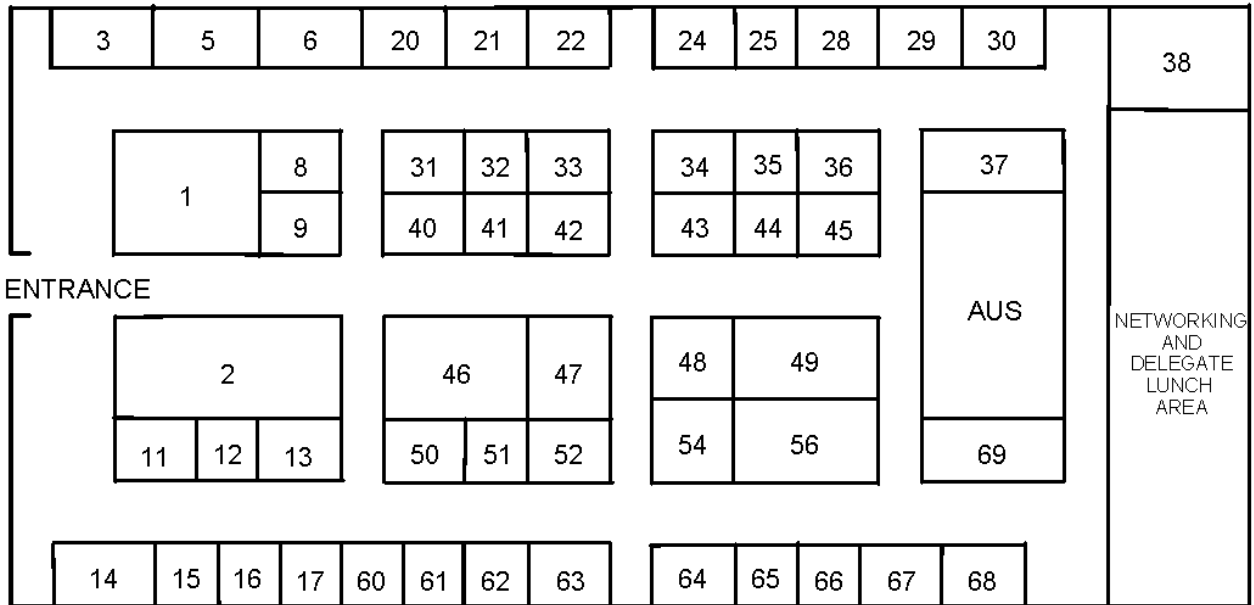 3 5 6 20 21 22 24 25 28 29 30
38
8 31 32 33 34 35 36 37
1
9 40 41 42 43 44 45
ENTRANCE
AUS
NETWORKING
AND
DELEGATE
LUNCH
AREA
2 46 47 48 49
11 12 13 50 51 52 54 56 69
14 15 16 17 60 61 62 63 64 65 66 67 68